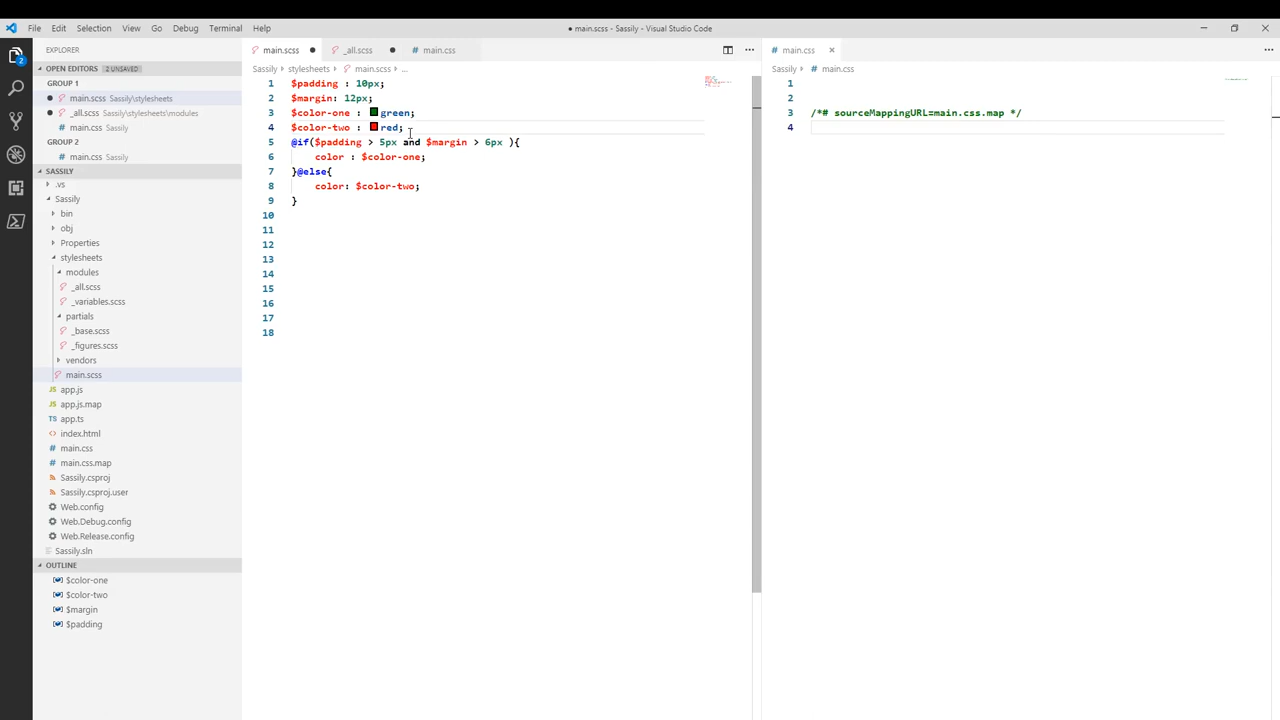 File Edit Selection View Go Debug Terminal Help
● main.scss - Sassily - Visual Studio Code
EXPLORER
OPEN EDITORS 2 UNSAVED
GROUP 1
main.scss Sassily\stylesheets
_all.scss Sassily\stylesheets\modules
main.css Sassily
GROUP 2
main.css Sassily
SASSILY
.vs
Sassily
bin
obj
Properties
stylesheets
modules
_all.scss
_variables.scss
partials
_base.scss
_figures.scss
vendors
main.scss
JS app.js
JS app.js.map
TS app.ts
<> index.html
# main.css
# main.css.map
Sassily.csproj
Sassily.csproj.user
Web.config
Web.Debug.config
Web.Release.config
Sassily.sln
OUTLINE
$color-one
$color-two
$margin
$padding
2
main.scss ● _all.scss ● # main.css
Sassily > stylesheets > main.scss > ...
1 $padding : 10px;
2 $margin: 12px;
3 $color-one : green;
4 $color-two : red;
5 @if($padding > 5px and $margin > 6px ){
6 color : $color-one;
7 }@else{
8 color: $color-two;
9 }
10
11
12
13
14
15
16
17
18
# main.css ×
Sassily > # main.css
1
2
3 /*# sourceMappingURL=main.css.map */
4